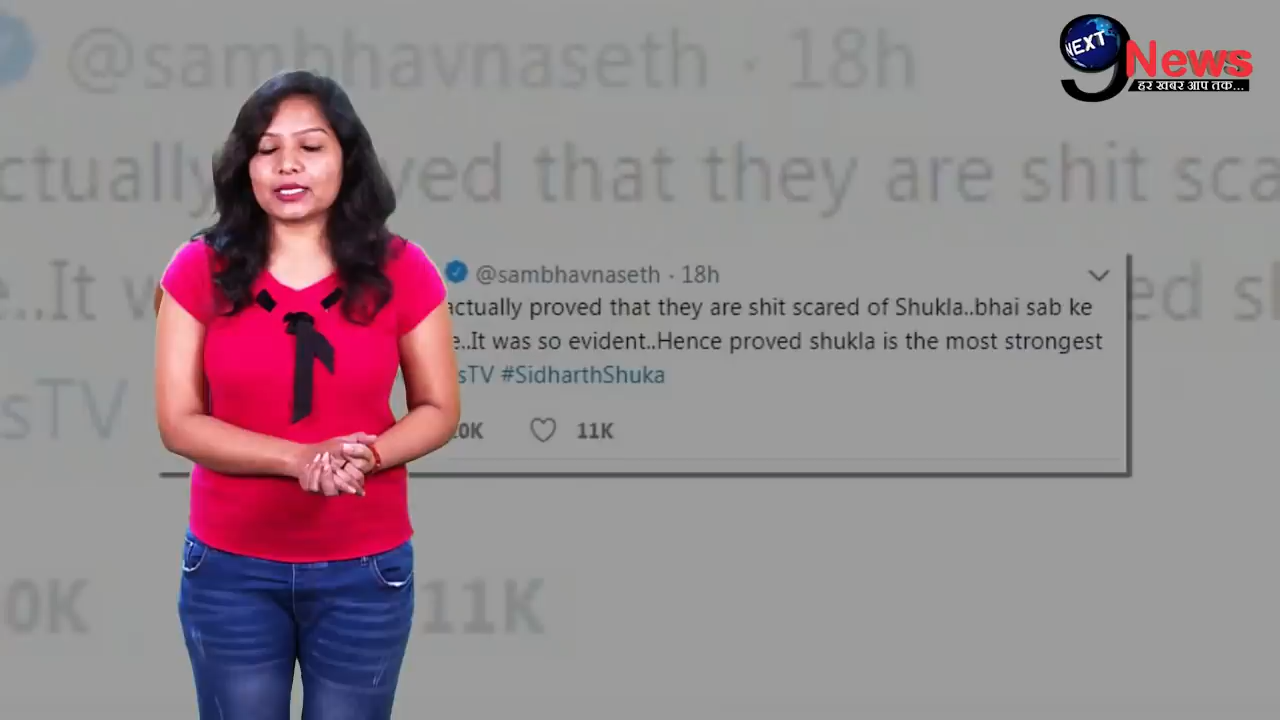 @sambhavnaseth · 18h
NEXT 9 News
हर खबर आप तक...
ctually ved that they are shit sca
e..It w ed s
sTV
0K 11K
@sambhavnaseth · 18h
actually proved that they are shit scared of Shukla..bhai sab ke
e..It was so evident..Hence proved shukla is the most strongest
sTV #SidharthShuka
0K 11K